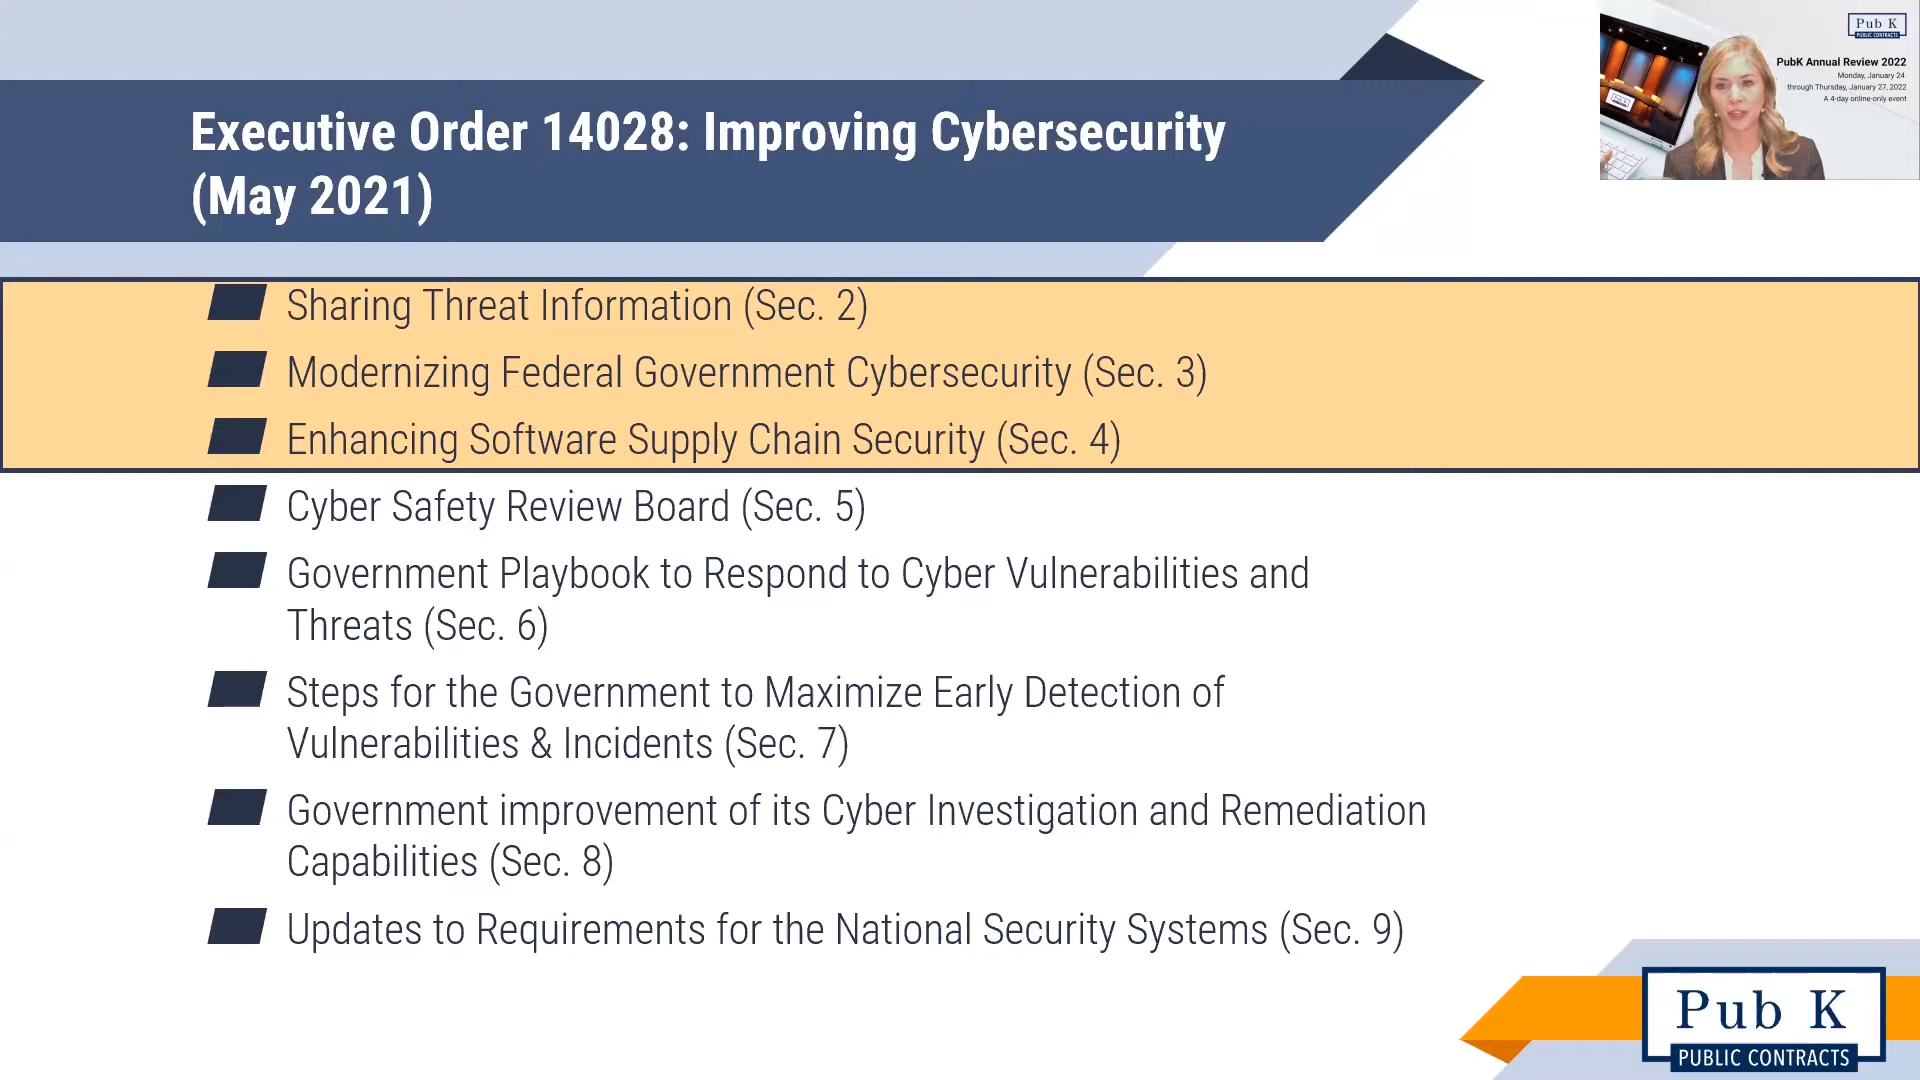 Executive Order 14028: Improving Cybersecurity
(May 2021)
Pub K
PUBLIC CONTRACTS
PubK Annual Review 2022
Monday, January 24
through Thursday, January 27, 2022
A 4-day online-only event
Sharing Threat Information (Sec. 2)
Modernizing Federal Government Cybersecurity (Sec. 3)
Enhancing Software Supply Chain Security (Sec. 4)
Cyber Safety Review Board (Sec. 5)
Government Playbook to Respond to Cyber Vulnerabilities and
Threats (Sec. 6)
Steps for the Government to Maximize Early Detection of
Vulnerabilities & Incidents (Sec. 7)
Government improvement of its Cyber Investigation and Remediation
Capabilities (Sec. 8)
Updates to Requirements for the National Security Systems (Sec. 9)
Pub K
PUBLIC CONTRACTS